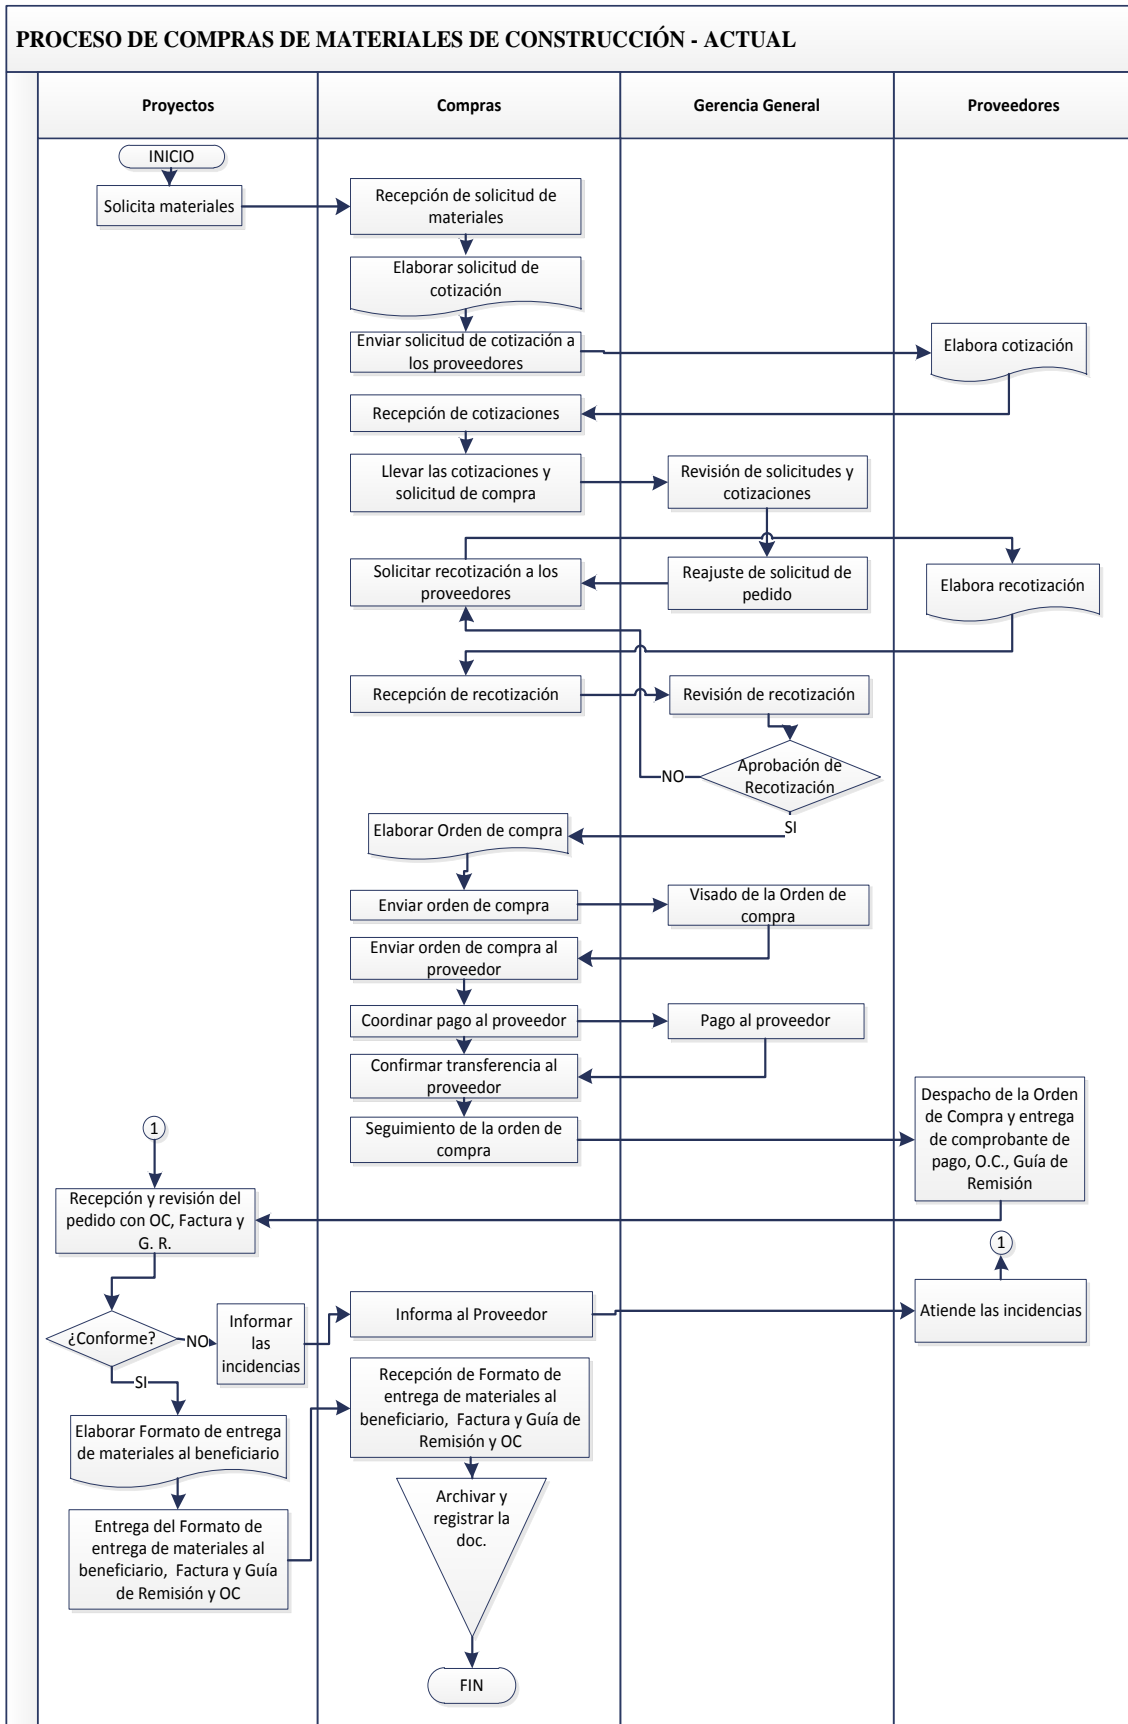 PROCESO DE COMPRAS DE MATERIALES DE CONSTRUCCIÓN - ACTUAL
Proyectos
Compras
Gerencia General
Proveedores
INICIO
Solicita materiales
Recepción de solicitud de
materiales
Elaborar solicitud de
cotización
Enviar solicitud de cotización a
los proveedores
Elabora cotización
Recepción de cotizaciones
Llevar las cotizaciones y
solicitud de compra
Revisión de solicitudes y
cotizaciones
Reajuste de solicitud de
pedido
Solicitar recotización a los
proveedores
Elabora recotización
Recepción de recotización
Revisión de recotización
Aprobación de
Recotización
NO
SI
Elaborar Orden de compra
Enviar orden de compra
Visado de la Orden de
compra
Enviar orden de compra al
proveedor
Coordinar pago al proveedor
Pago al proveedor
Confirmar transferencia al
proveedor
Seguimiento de la orden de
compra
Despacho de la Orden
de Compra y entrega
de comprobante de
pago, O.C., Guía de
Remisión
1
Recepción y revisión del
pedido con OC, Factura y
G. R.
¿Conforme?
NO
Informar
las
incidencias
Informa al Proveedor
Atiende las incidencias
1
SI
Elaborar Formato de entrega
de materiales al beneficiario
Entrega del Formato de
entrega de materiales al
beneficiario, Factura y Guía
de Remisión y OC
Recepción de Formato de
entrega de materiales al
beneficiario, Factura y Guía de
Remisión y OC
Archivar y
registrar la
doc.
FIN